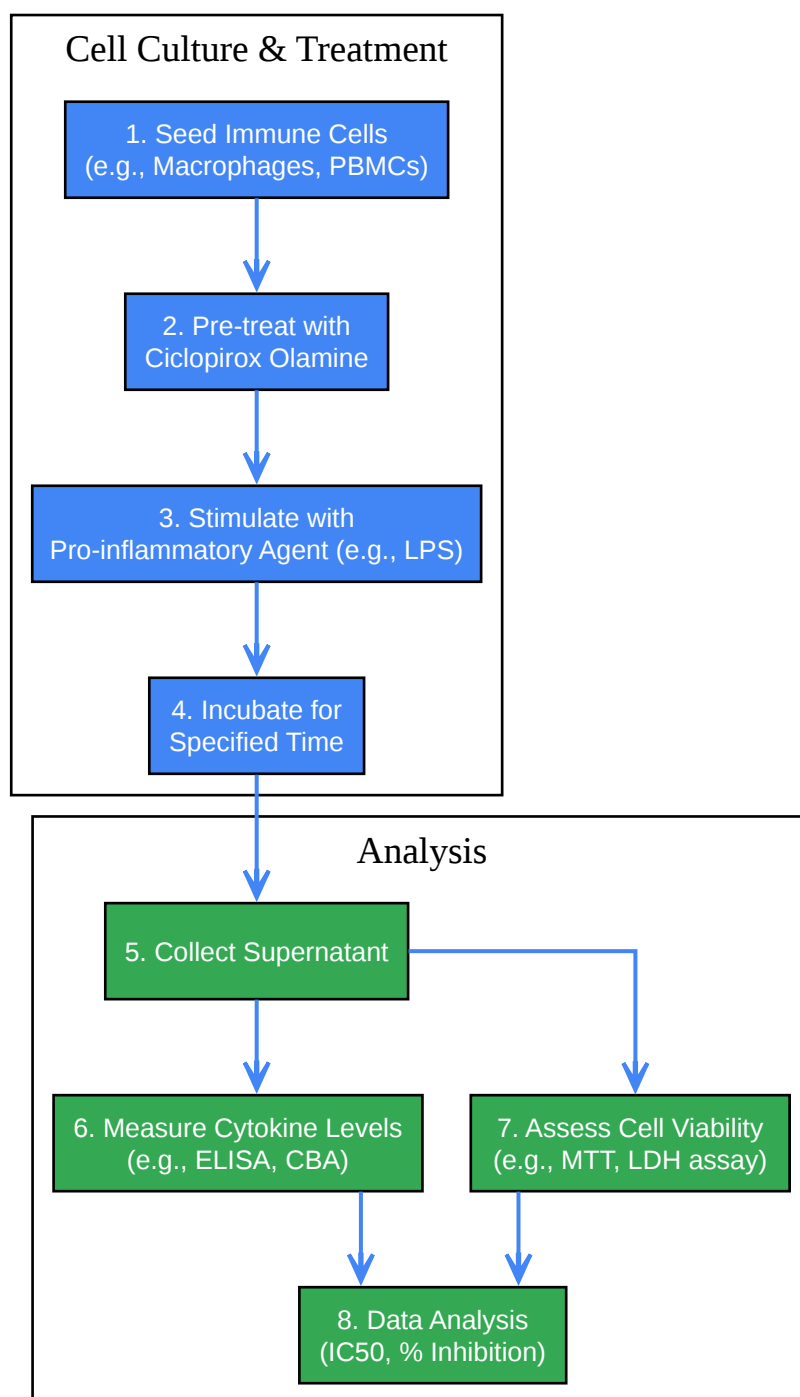 Cell Culture & Treatment
1. Seed Immune Cells
(e.g., Macrophages, PBMCs)
2. Pre-treat with
Ciclopirox Olamine
3. Stimulate with
Pro-inflammatory Agent (e.g., LPS)
4. Incubate for
Specified Time
Analysis
5. Collect Supernatant
6. Measure Cytokine Levels
(e.g., ELISA, CBA)
7. Assess Cell Viability
(e.g., MTT, LDH assay)
8. Data Analysis
(IC50, % Inhibition)